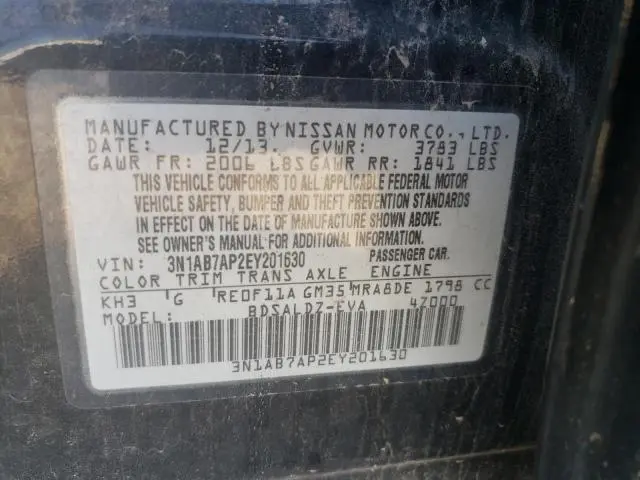 MANUFACTURED BY NISSAN MOTOR CO., LTD.
DATE: 12/13. GVWR: 3783 LBS
GAWR FR: 2006 LBS GAWR RR: 1841 LBS
THIS VEHICLE CONFORMS TO ALL APPLICABLE FEDERAL MOTOR
VEHICLE SAFETY, BUMPER AND THEFT PREVENTION STANDARDS
IN EFFECT ON THE DATE OF MANUFACTURE SHOWN ABOVE.
SEE OWNER'S MANUAL FOR ADDITIONAL INFORMATION.
VIN: 3N1AB7AP2EY201630 PASSENGER CAR.
COLOR TRIM TRANS AXLE ENGINE
KH3 G RE0F11A GM35 MRA8DE 1798 CC
MODEL: BDSALDZ-EVA 4Z000
3N1AB7AP2EY201630